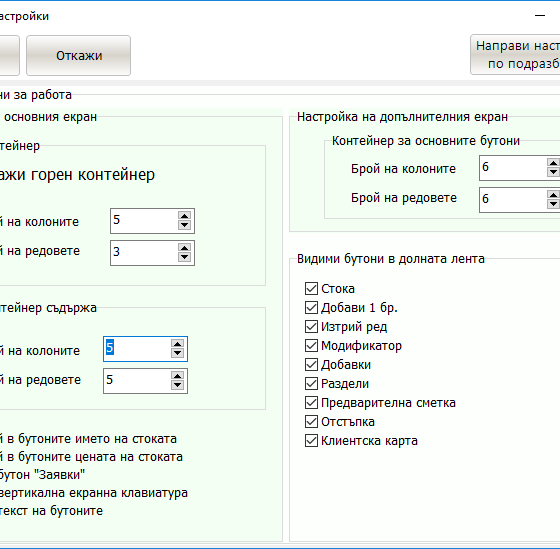 астройки
Откажи
Направи наст
по подразб
ни за работа
основния екран
тейнер
ажи горен контейнер
й на колоните 5
й на редовете 3
тейнер съдържа
й на колоните 5
й на редовете 5
й в бутоните името на стоката
й в бутоните цената на стоката
бутон "Заявки"
вертикална екранна клавиатура
текст на бутоните
Настройка на допълнителния екран
Контейнер за основните бутони
Брой на колоните 6
Брой на редовете 6
Видими бутони в долната лента
Стока
Добави 1 бр.
Изтрий ред
Модификатор
Добавки
Раздели
Предварителна сметка
Отстъпка
Клиентска карта